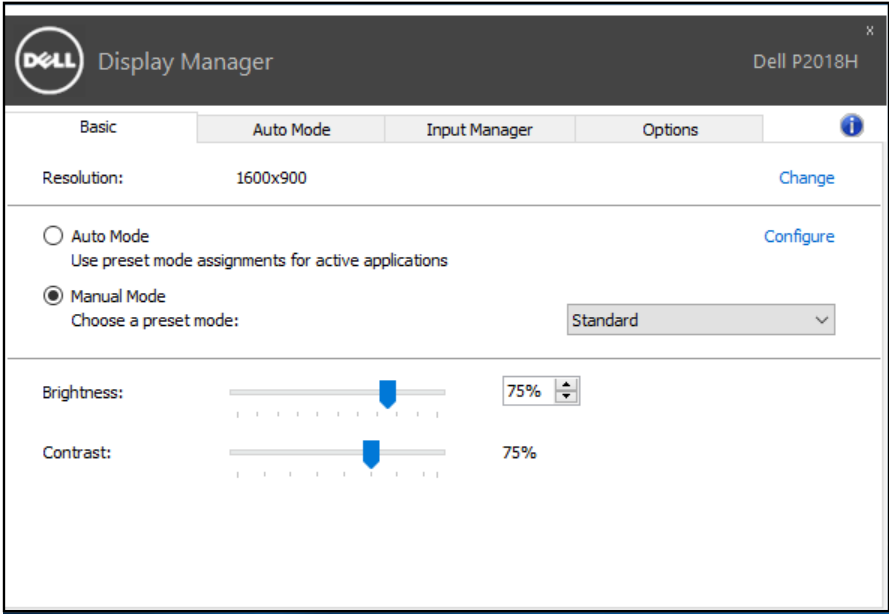 x
DELL Display Manager Dell P2018H
Basic Auto Mode Input Manager Options i
Resolution: 1600x900 Change
Auto Mode Configure
Use preset mode assignments for active applications
Manual Mode
Choose a preset mode: Standard
Brightness: 75%
Contrast: 75%